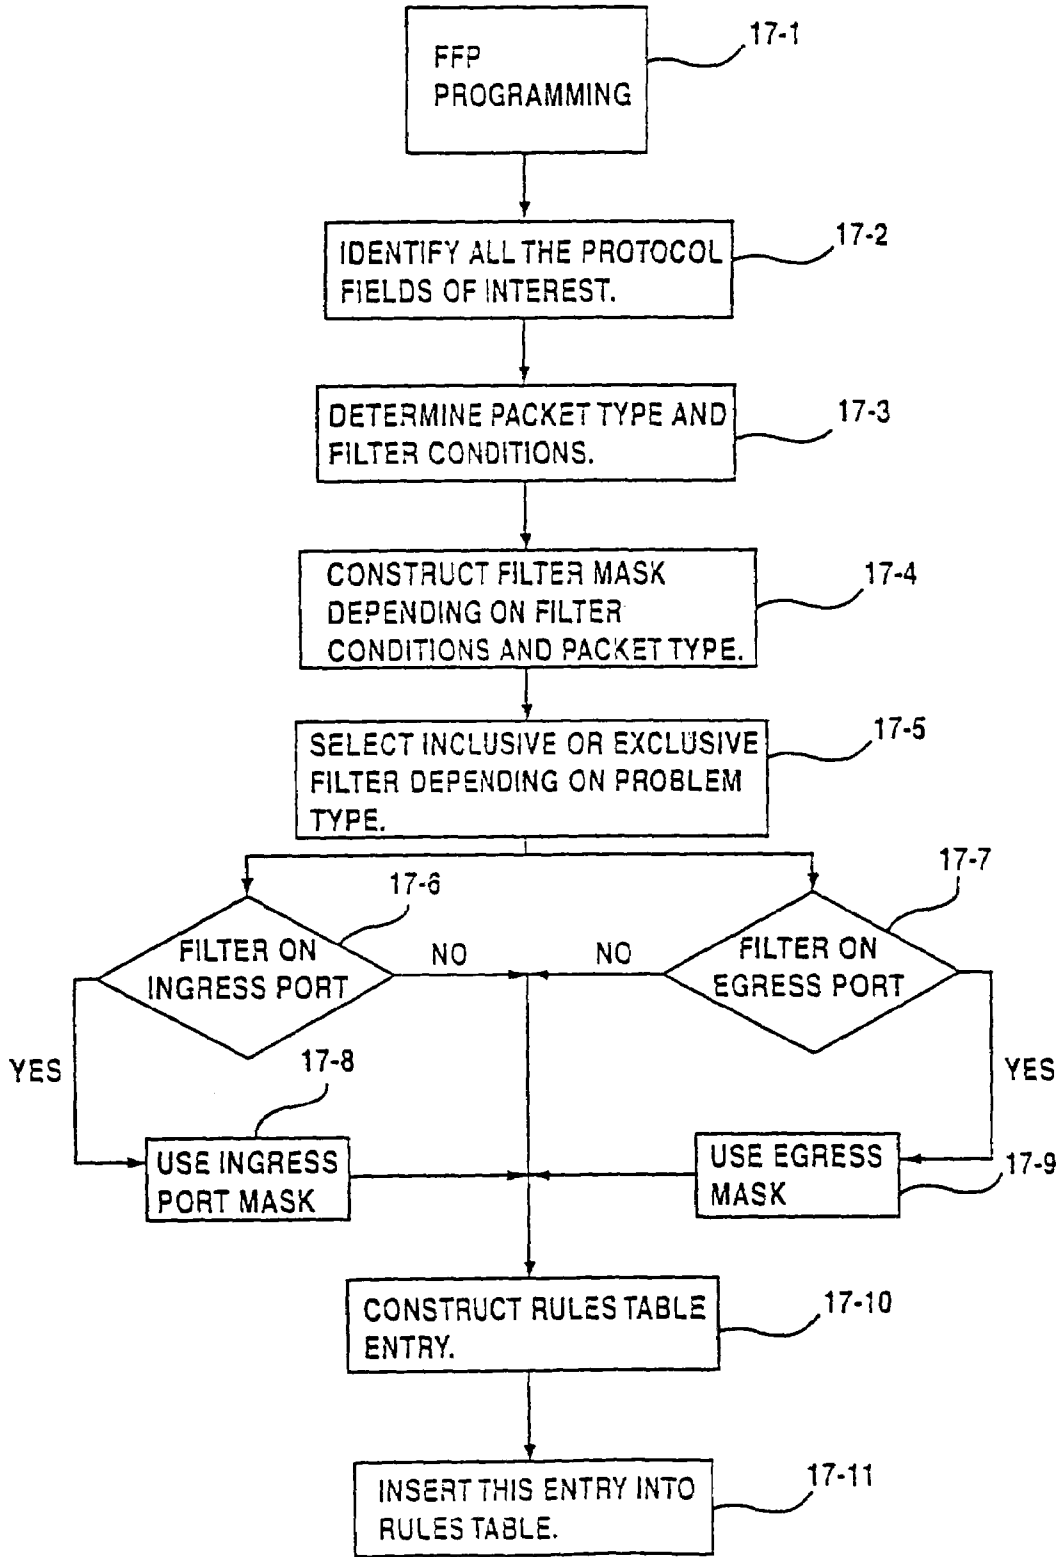 FFP
PROGRAMMING
17-1
IDENTIFY ALL THE PROTOCOL
FIELDS OF INTEREST.
17-2
DETERMINE PACKET TYPE AND
FILTER CONDITIONS.
17-3
CONSTRUCT FILTER MASK
DEPENDING ON FILTER
CONDITIONS AND PACKET TYPE.
17-4
SELECT INCLUSIVE OR EXCLUSIVE
FILTER DEPENDING ON PROBLEM
TYPE.
17-5
FILTER ON
INGRESS PORT
17-6
NO
NO
FILTER ON
EGRESS PORT
17-7
YES
YES
USE INGRESS
PORT MASK
17-8
USE EGRESS
MASK
17-9
CONSTRUCT RULES TABLE
ENTRY.
17-10
INSERT THIS ENTRY INTO
RULES TABLE.
17-11